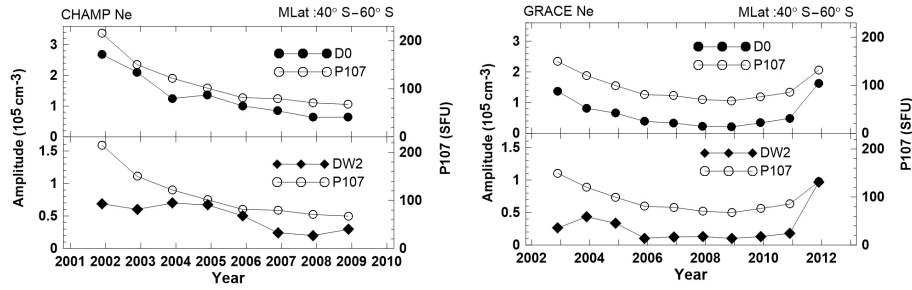 CHAMP Ne MLat :40° S−60° S
D0
P107
3
2
1
0
200
150
100
50
0
DW2
P107
1.5
1
0.5
0
200
100
0
Amplitude (10⁵ cm-³)
P107 (SFU)
2001 2002 2003 2004 2005 2006 2007 2008 2009 2010
Year
GRACE Ne MLat :40° S−60° S
D0
P107
3
2
1
0
200
150
100
50
0
DW2
P107
1.5
1
0.5
0
200
100
0
Amplitude (10⁵ cm-³)
P107 (SFU)
2002 2004 2006 2008 2010 2012
Year